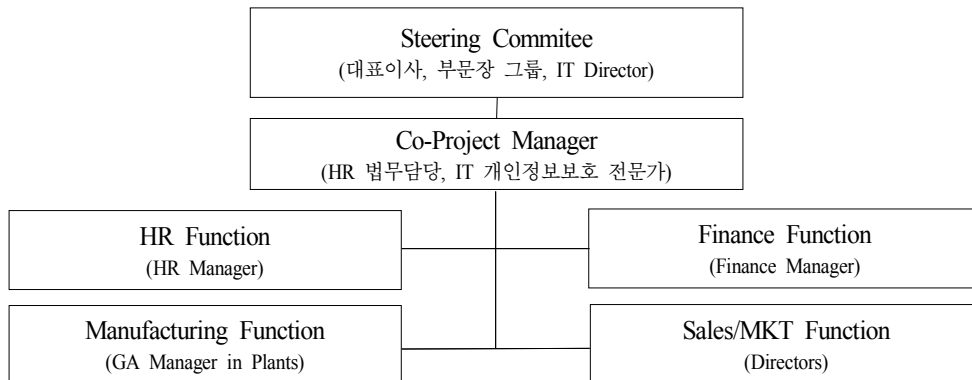 Steering Commitee
(대표이사, 부문장 그룹, IT Director)
Co-Project Manager
(HR 법무담당, IT 개인정보보호 전문가)
HR Function
(HR Manager)
Finance Function
(Finance Manager)
Manufacturing Function
(GA Manager in Plants)
Sales/MKT Function
(Directors)